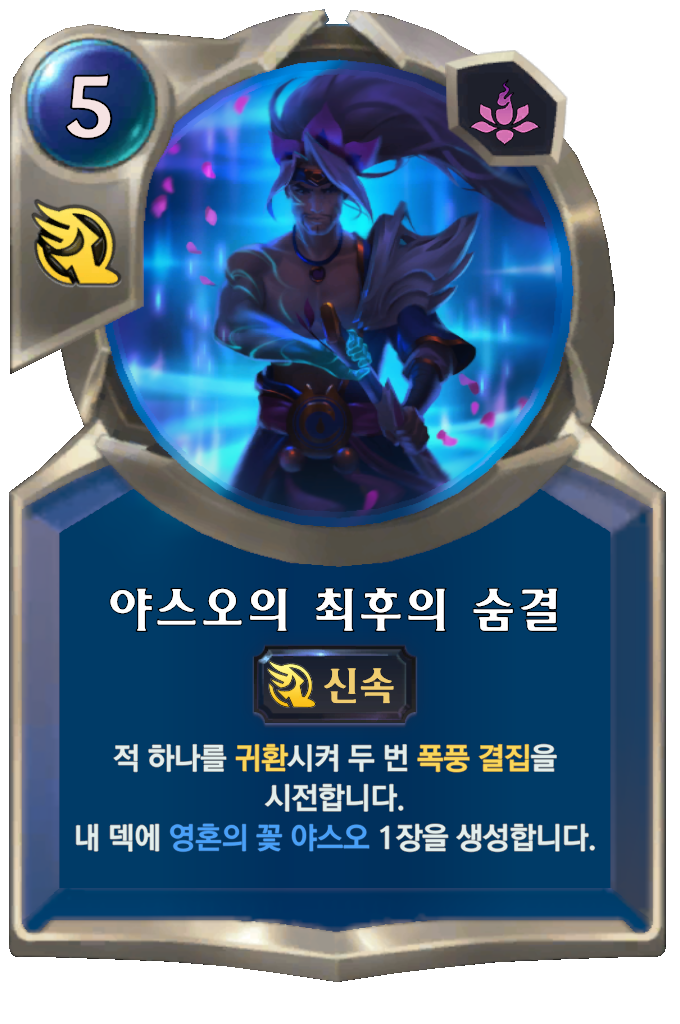 5
야스오의 최후의 숨결
신속
적 하나를 귀환시켜 두 번 폭풍 결집을
시전합니다.
내 덱에 영혼의 꽃 야스오 1장을 생성합니다.